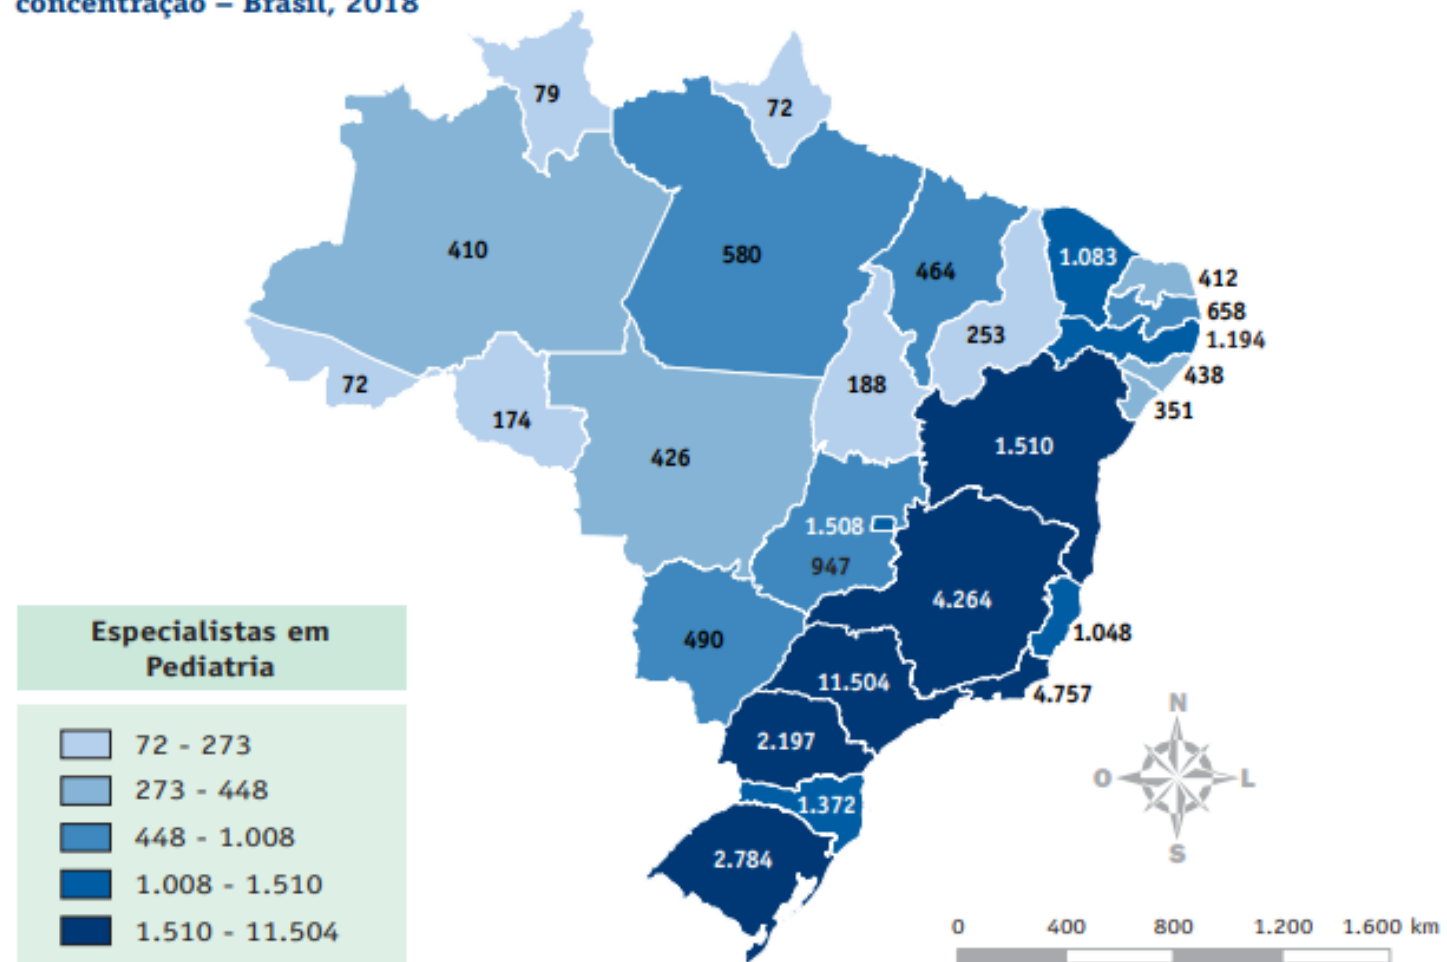 concentração – Brasil, 2018
79
72
410
580
464
1.083
412
658
1.194
253
438
72
188
351
174
426
1.510
1.508
947
4.264
490
1.048
11.504
4.757
2.197
1.372
2.784
Especialistas em
Pediatria
72 - 273
273 - 448
448 - 1.008
1.008 - 1.510
1.510 - 11.504
N
O L
S
0 400 800 1.200 1.600 km